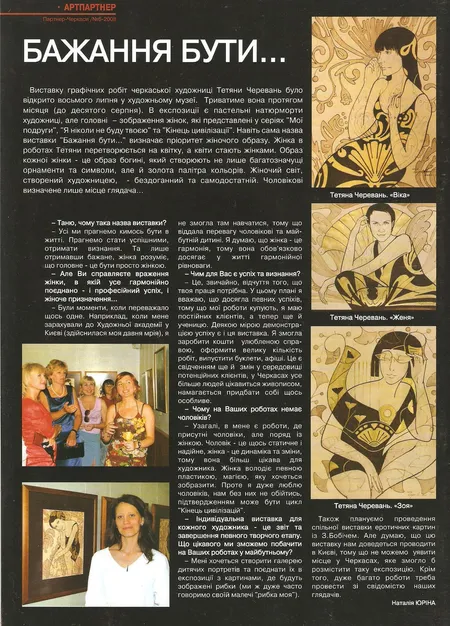 АРТПАРТНЕР
Партнер-Черкаси /№6-2009
БАЖАННЯ БУТИ...
Виставку графічних робіт черкаської художниці Тетяни Черевань було
відкрито восьмого липня у художньому музеї. Триватиме вона протягом
місяця (до десятого серпня). В експозиції є пастельні натюрморти
художниці, але головні – зображення жінок, які представлені у серіях "Мої
подруги", "Я ніколи не буду твоєю" та "Кінець цивілізації". Навіть сама назва
виставки "Бажання бути..." визначає пріоритет жіночого образу. Жінка в
роботах Тетяни перетворюється на квітку, а квіти стають жінками. Образ
кожної жінки - це образ богині, який створюють не лише багатозначущі
орнаменти та символи, але й золота палітра кольорів. Жіночий світ,
створений художницею, - бездоганний та самодостатній. Чоловікові
визначене лише місце глядача...
– Таню, чому така назва виставки?
– Усі ми прагнемо кимось бути в
житті. Прагнемо стати успішними,
отримати визнання. Та лише
отримавши бажане, жінка розуміє,
що головне - це бути просто жінкою.
– Але Ви справляєте враження
жінки, в якій усе гармонійно
поєднано - і професійний успіх, і
жіноче призначення...
– Були моменти, коли переважало
щось одне. Наприклад, коли мене
зарахували до Художньої академії у
Києві (здійснилася моя давня мрія), я
не змогла там навчатися, тому що
віддала перевагу чоловікові та май-
бутній дитині. Я думаю, що жінка - це
гармонія, тому вона обов'язково
досягає у житті гармонійної
рівноваги.
– Чим для Вас є успіх та визнання?
– Це, звичайно, відчуття того, що
твоя праця потрібна. У цьому плані я
вважаю, що досягла певних успіхів,
тому що мої роботи купують, я маю
постійних клієнтів, а тепер ще й
ученицю. Деякою мірою демонстра-
цією успіху є і ця виставка. Я змогла
заробити кошти улюбленою спра-
вою, оформити велику кількість
робіт, випустити буклети, афіші. Це є
свідченням ще й змін у середовищі
потенційних клієнтів, у Черкасах усе
більше людей цікавиться живописом,
намагається придбати собі щось
особливе.
– Чому на Ваших роботах немає
чоловіків?
– Узагалі, в мене є роботи, де
присутні чоловіки, але поряд із
жінкою. Чоловік - це щось статичне і
надійне, жінка - це динаміка та зміни,
тому вона більш цікава для
художника. Жінка володіє певною
пластикою, магією, яку хочеться
зобразити. Проте я дуже люблю
чоловіків, нам без них не обійтись,
підтвердженням може бути цикл
"Кінець цивілізації".
– Індивідуальна виставка для
кожного художника - це звіт та
завершення певного творчого етапу.
Що цікавого ми зможемо побачити
на Ваших роботах у майбутньому?
– Мені хочеться створити галерею
дитячих портретів та поєднати їх в
експозиції з картинами, де будуть
зображені рибки (ми ж дуже часто
говоримо своїй малечі "рибка моя").
Тетяна Черевань. «Віка»
Тетяна Черевань. «Женя»
Тетяна Черевань. «Зоя»
Також плануємо проведення
спільної виставки еротичних картин
із З.Бобічем. Але думаю, що цю
виставку нам доведеться проводити
в Києві, тому що не можемо уявити
місце у Черкасах, яке змогло б
розмістити таку експозицію. Крім
того, дуже багато роботи треба
провести зі свідомістю наших
глядачів.
Наталія ЮРІНА